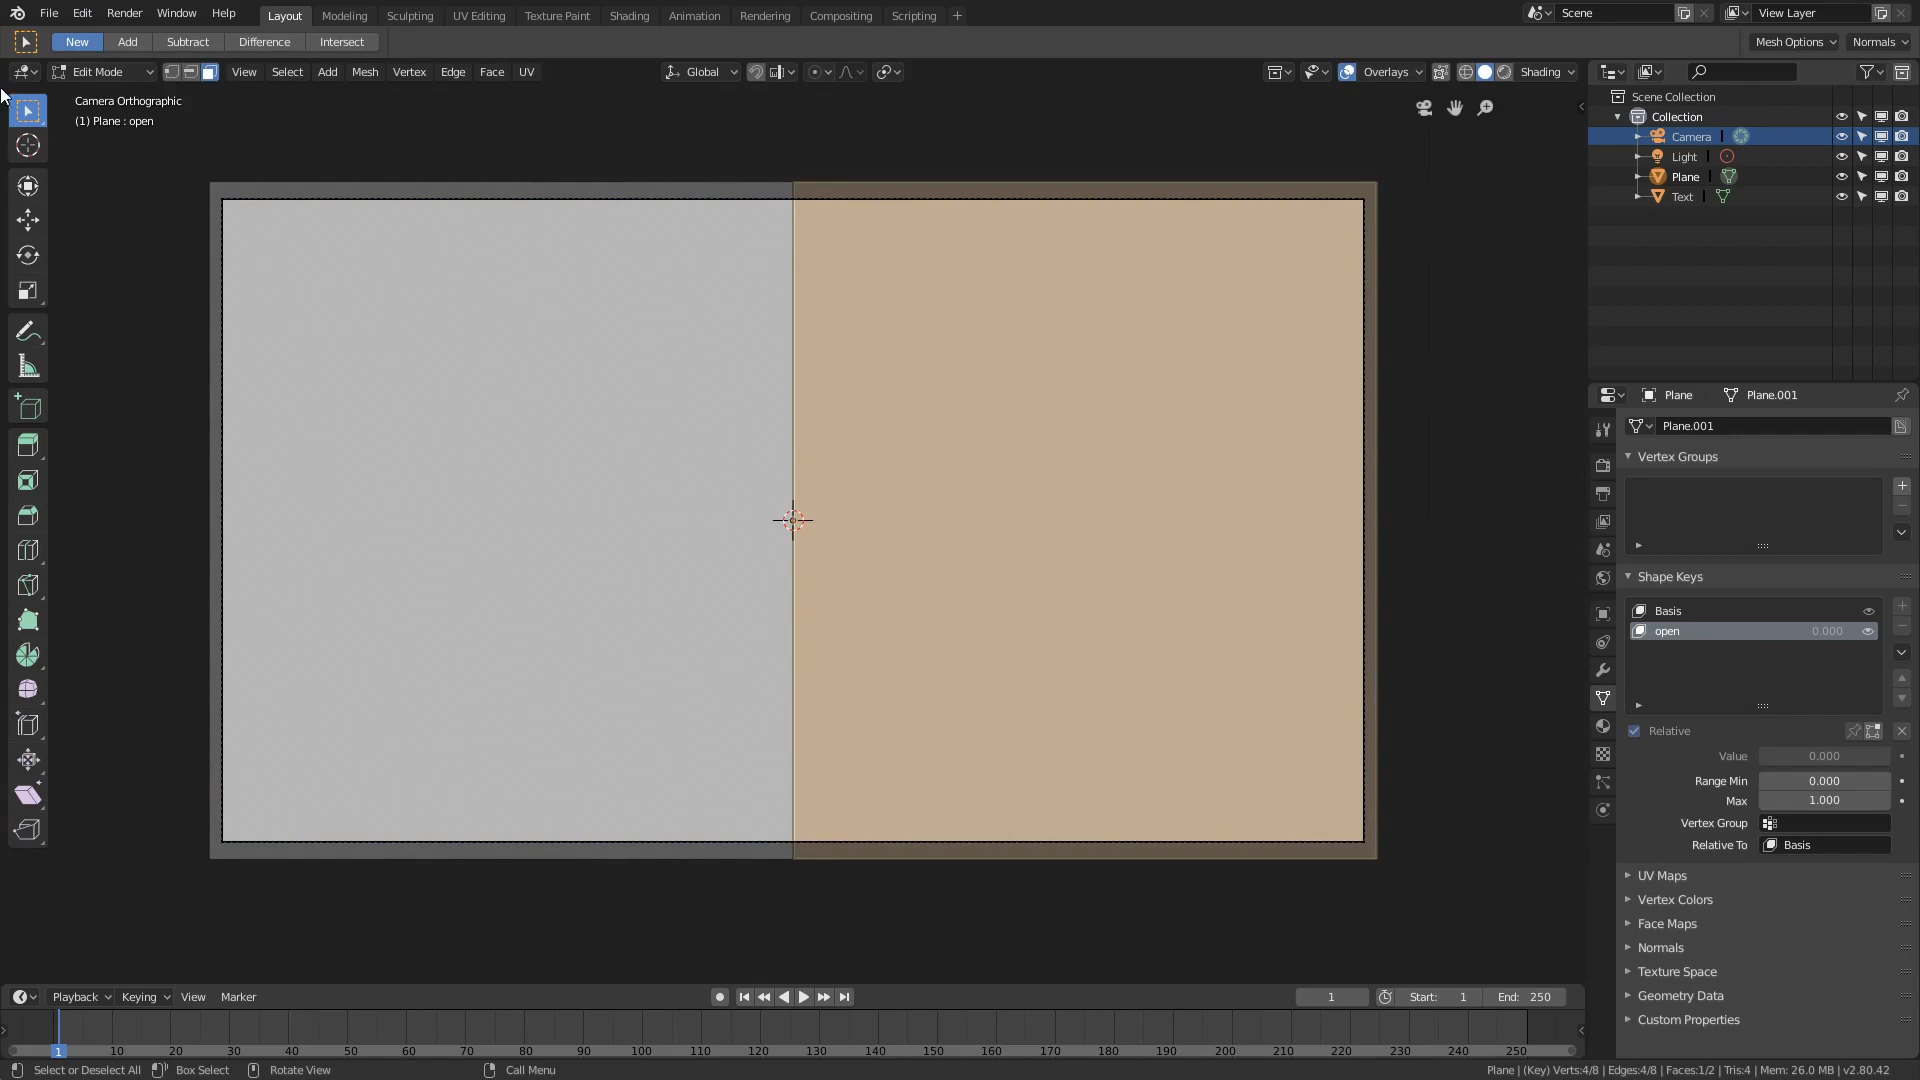 File Edit Render Window Help Layout Modeling Sculpting UV Editing Texture Paint Shading Animation Rendering Compositing Scripting + Scene View Layer
New Add Subtract Difference Intersect Mesh Options Normals
Edit Mode View Select Add Mesh Vertex Edge Face UV Global Overlays Shading
Camera Orthographic
(1) Plane : open
Scene Collection
Collection
Camera
Light
Plane
Text
Plane Plane.001
Plane.001
Vertex Groups
Shape Keys
Basis
open 0.000
Relative
Value 0.000
Range Min 0.000
Max 1.000
Vertex Group
Relative To Basis
UV Maps
Vertex Colors
Face Maps
Normals
Texture Space
Geometry Data
Custom Properties
Playback Keying View Marker 1 Start: 1 End: 250
1 10 20 30 40 50 60 70 80 90 100 110 120 130 140 150 160 170 180 190 200 210 220 230 240 250
Select or Deselect All Box Select Rotate View Call Menu Plane | (Key) Verts:4/8 | Edges:4/8 | Faces:1/2 | Tris:4 | Mem: 26.0 MB | v2.80.42